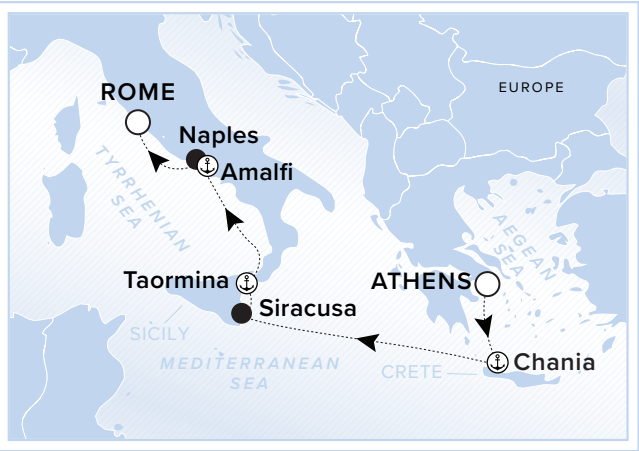 EUROPE
ROME
Naples
Amalfi
TYRRHENIAN
SEA
AEGEAN
SEA
Taormina
ATHENS
Siracusa
SICILY
MEDITERRANEAN
SEA
CRETE
Chania